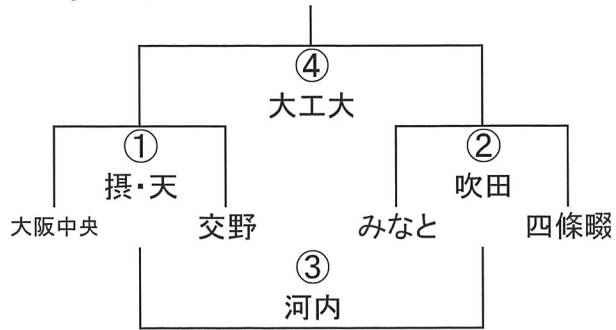 ④
大工大
① ②
摂・天 吹田
大阪中央 交野 みなと 四條畷
③
河内